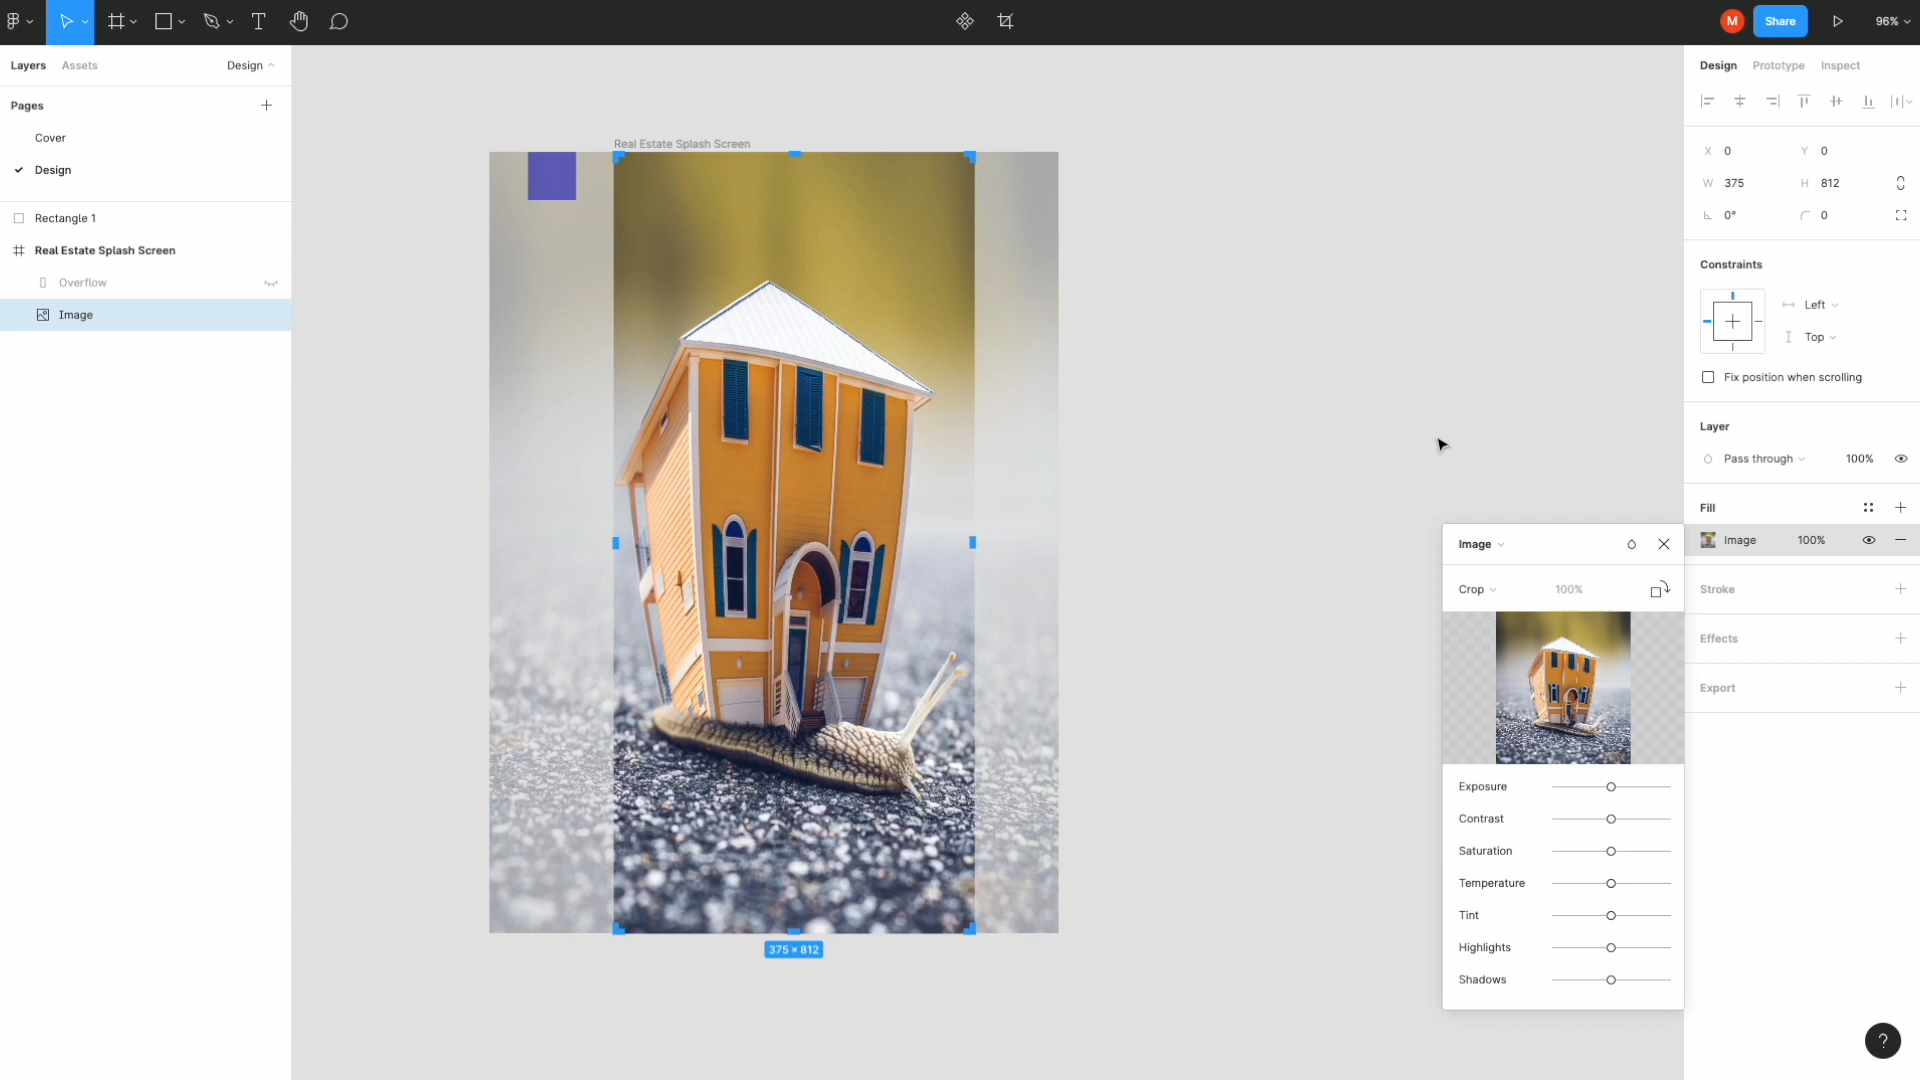 M
Share
96%
Layers
Assets
Design
Pages
Cover
Design
Rectangle 1
Real Estate Splash Screen
Overflow
Image
Real Estate Splash Screen
375 × 812
Design
Prototype
Inspect
X 0
Y 0
W 375
H 812
0°
0
Constraints
Left
Top
Fix position when scrolling
Layer
Pass through
100%
Fill
Image
100%
Stroke
Effects
Export
Image
Crop
100%
Exposure
Contrast
Saturation
Temperature
Tint
Highlights
Shadows
?